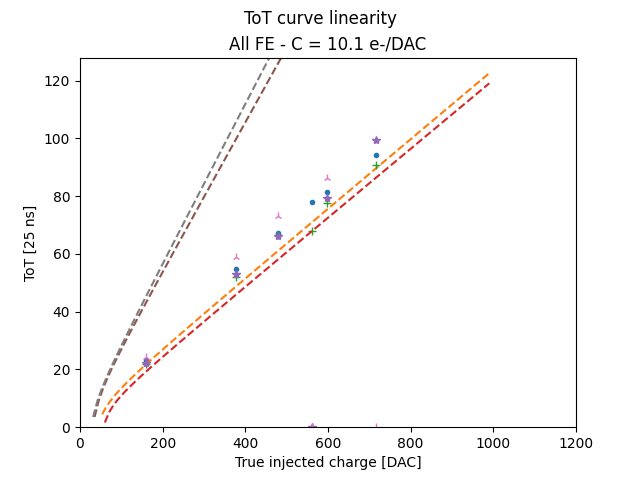 ToT curve linearity
All FE - C = 10.1 e-/DAC
120
100
80
60
40
20
0
ToT [25 ns]
0 200 400 600 800 1000 1200
True injected charge [DAC]